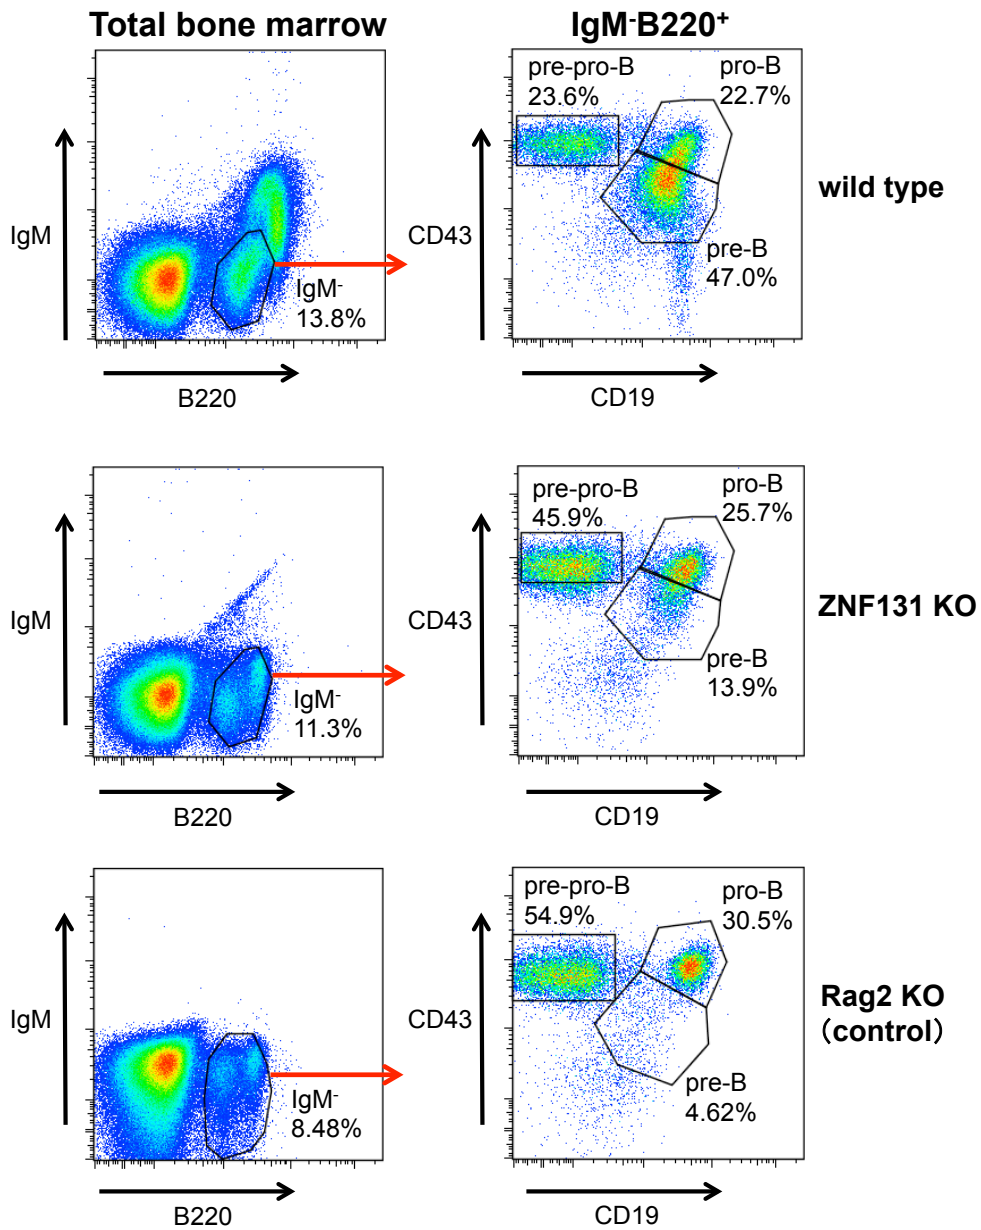 Total bone marrow
IgM⁻B220⁺
IgM
IgM⁻
13.8%
B220
CD43
pre-pro-B
23.6%
pro-B
22.7%
pre-B
47.0%
CD19
wild type
IgM
IgM⁻
11.3%
B220
CD43
pre-pro-B
45.9%
pro-B
25.7%
pre-B
13.9%
CD19
ZNF131 KO
IgM
IgM⁻
8.48%
B220
CD43
pre-pro-B
54.9%
pro-B
30.5%
pre-B
4.62%
CD19
Rag2 KO
（control）